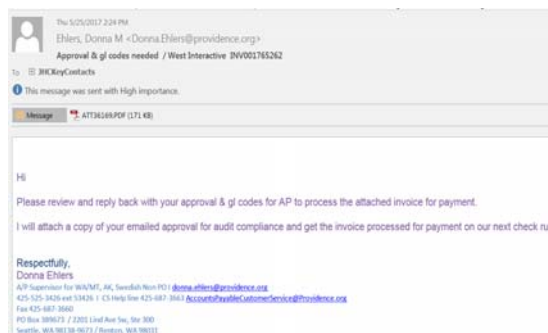 Thu 5/25/2017 2:24 PM
Ehlers, Donna M <Donna.Ehlers@providence.org>
Approval & gl codes needed / West Interactive INV001765262
To JHCKeyContacts
This message was sent with High importance.
Message ATT36169.PDF (171 KB)
Hi
Please review and reply back with your approval & gl codes for AP to process the attached invoice for payment.
I will attach a copy of your emailed approval for audit compliance and get the invoice processed for payment on our next check ru
Respectfully,
Donna Ehlers
A/P Supervisor for WA/MT, AK, Swedish Non PO I donna.ehlers@providence.org
425-525-3426 ext 53426 I CS Help line 425-687-3663 AccountsPayableCustomerService@Providence.org
Fax 425-687-3660
PO Box 389673 / 2201 Lind Ave Sw, Ste 300
Seattle, WA 98138-9673 / Renton, WA 98033